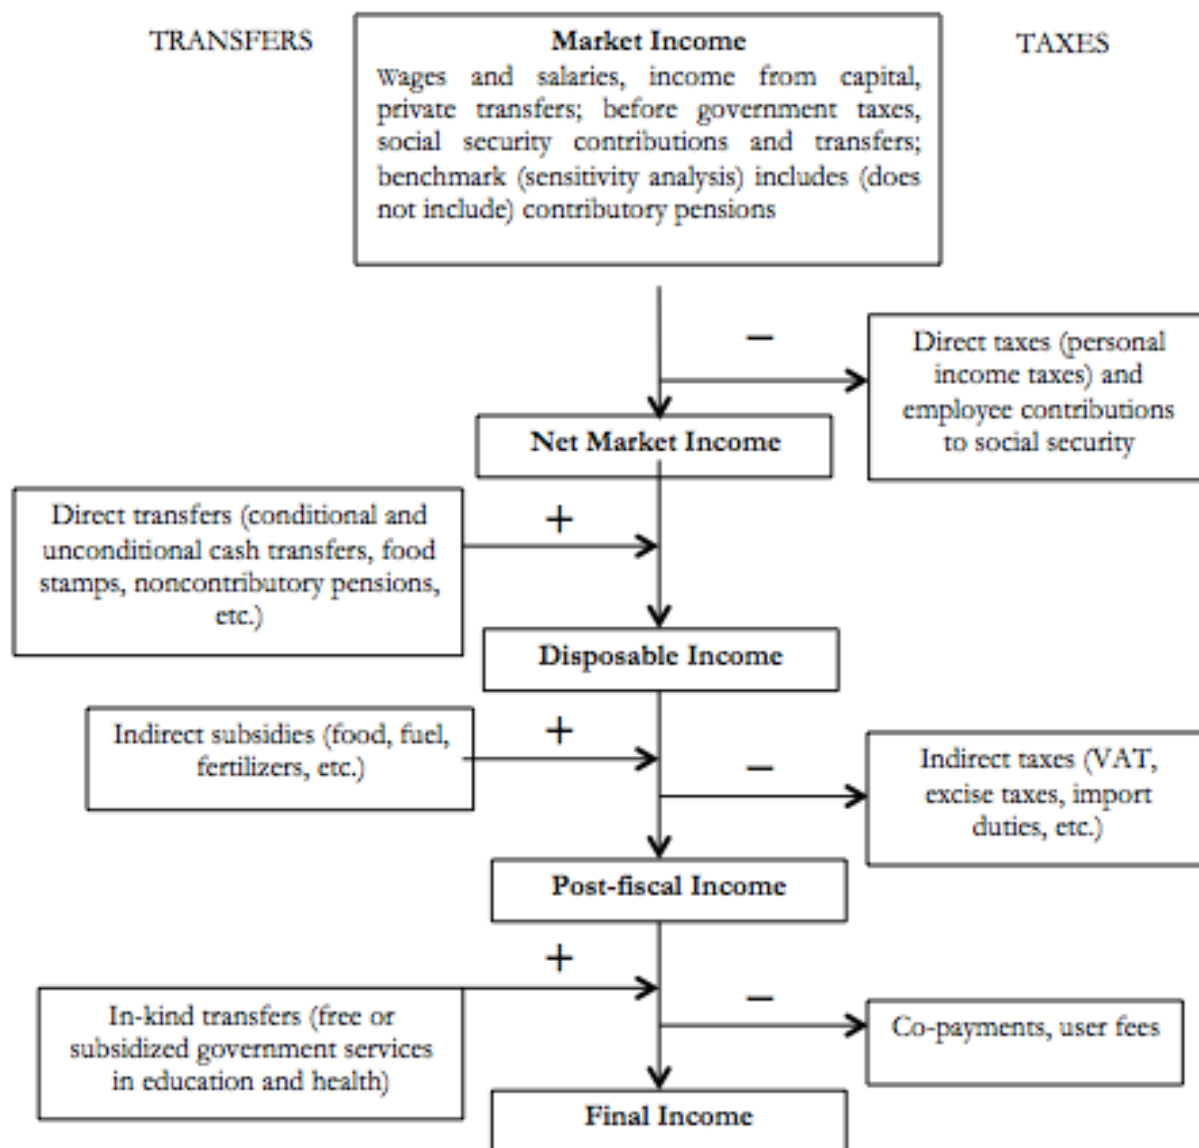 TRANSFERS
Market Income
TAXES
Wages and salaries, income from capital,
private transfers; before government taxes,
social security contributions and transfers;
benchmark (sensitivity analysis) includes (does
not include) contributory pensions
−
Direct taxes (personal
income taxes) and
employee contributions
to social security
Net Market Income
Direct transfers (conditional and
unconditional cash transfers, food
stamps, noncontributory pensions,
etc.)
+
Disposable Income
Indirect subsidies (food, fuel,
fertilizers, etc.)
+
−
Indirect taxes (VAT,
excise taxes, import
duties, etc.)
Post-fiscal Income
+
In-kind transfers (free or
subsidized government services
in education and health)
−
Co-payments, user fees
Final Income